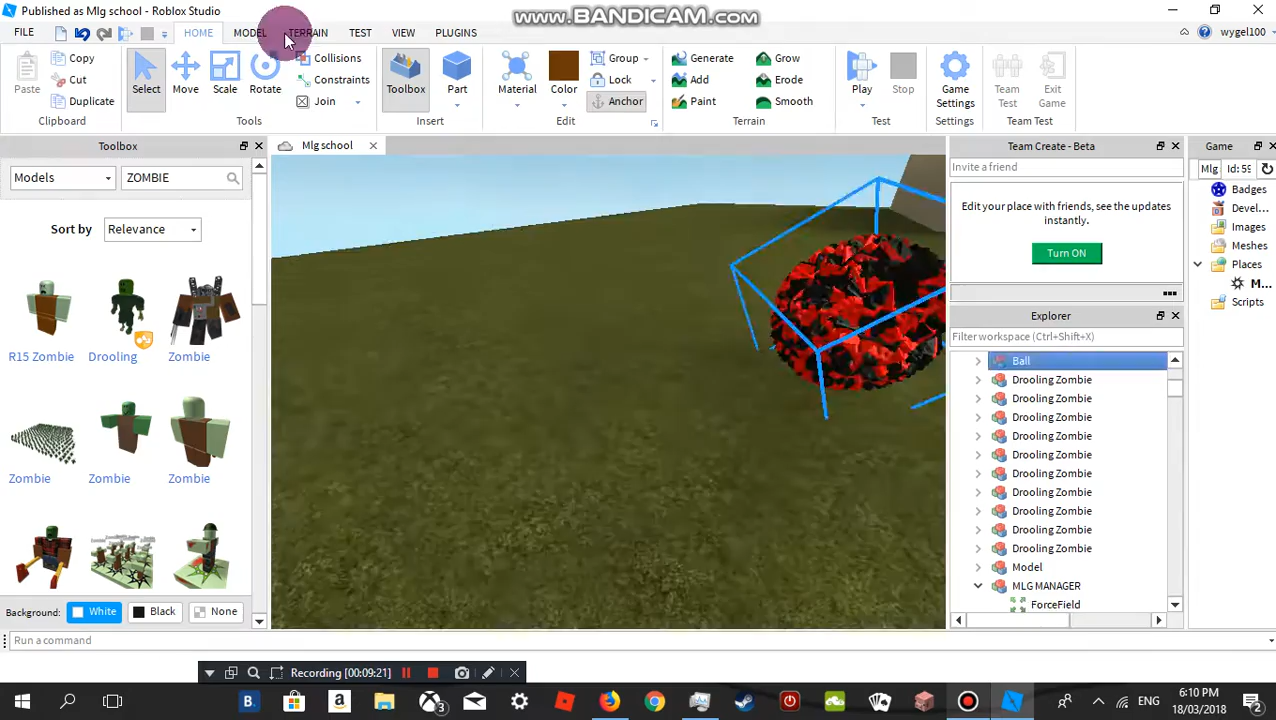 Published as Mlg school - Roblox Studio
www.BANDICAM.com
FILE
HOME MODEL TERRAIN TEST VIEW PLUGINS
wygel100
Paste
Copy
Cut
Duplicate
Clipboard
Select Move Scale Rotate
Collisions
Constraints
Join
Tools
Toolbox Part
Insert
Material Color
Group
Lock
Anchor
Edit
Generate Grow
Add Erode
Paint Smooth
Terrain
Play Stop
Test
Game Settings
Settings
Team Test
Exit Game
Team Test
Toolbox
Models ZOMBIE
Sort by Relevance
R15 Zombie Drooling Zombie
Zombie Zombie Zombie
Background: White Black None
Mlg school
Team Create - Beta
Invite a friend
Edit your place with friends, see the updates
instantly.
Turn ON
Explorer
Filter workspace (Ctrl+Shift+X)
Ball
Drooling Zombie
Drooling Zombie
Drooling Zombie
Drooling Zombie
Drooling Zombie
Drooling Zombie
Drooling Zombie
Drooling Zombie
Drooling Zombie
Drooling Zombie
Model
MLG MANAGER
ForceField
Game
Mlg Id: 59
Badges
Devel...
Images
Meshes
Places
M...
Scripts
Run a command
Recording [00:09:21]
B.
a
3
ENG
6:10 PM
18/03/2018
2